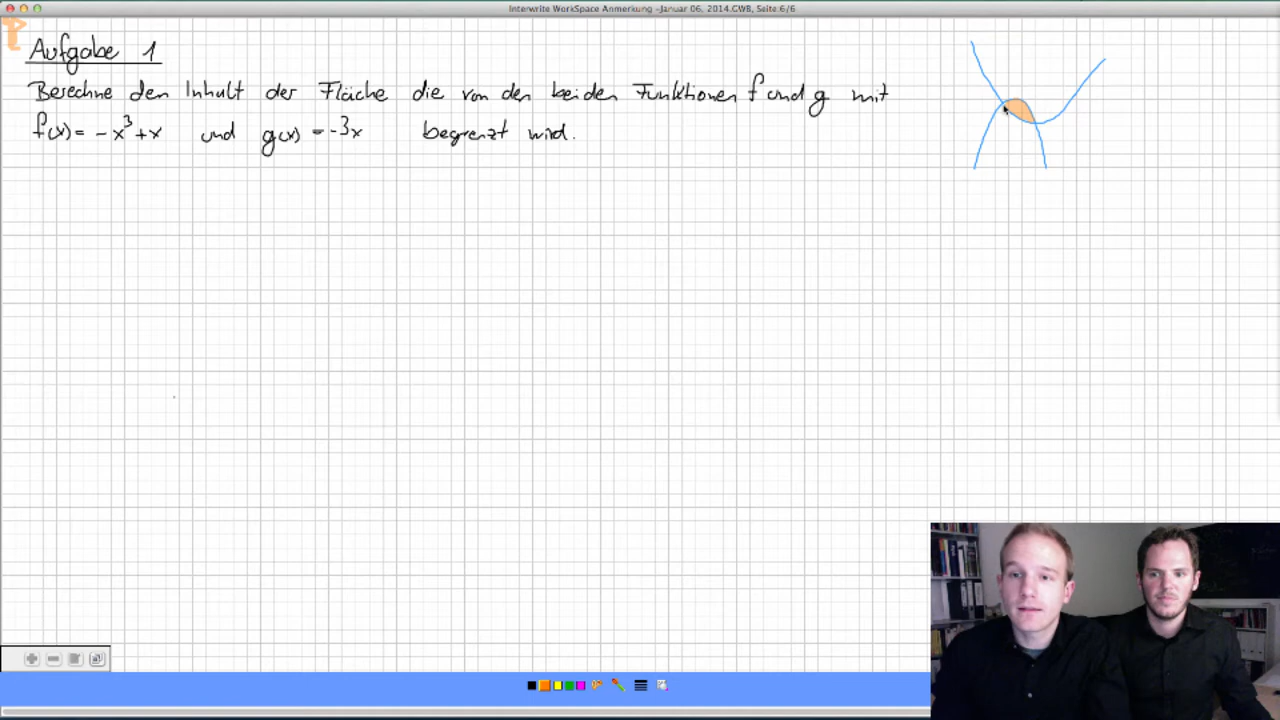 Interwrite WorkSpace Anmerkung -Januar 06, 2014.GWB, Seite:6/6
Aufgabe 1
Berechne den Inhalt der Fläche die von den beiden Funktionen f und g mit
f(x) = -x³+x und g(x) = -3x begrenzt wird.